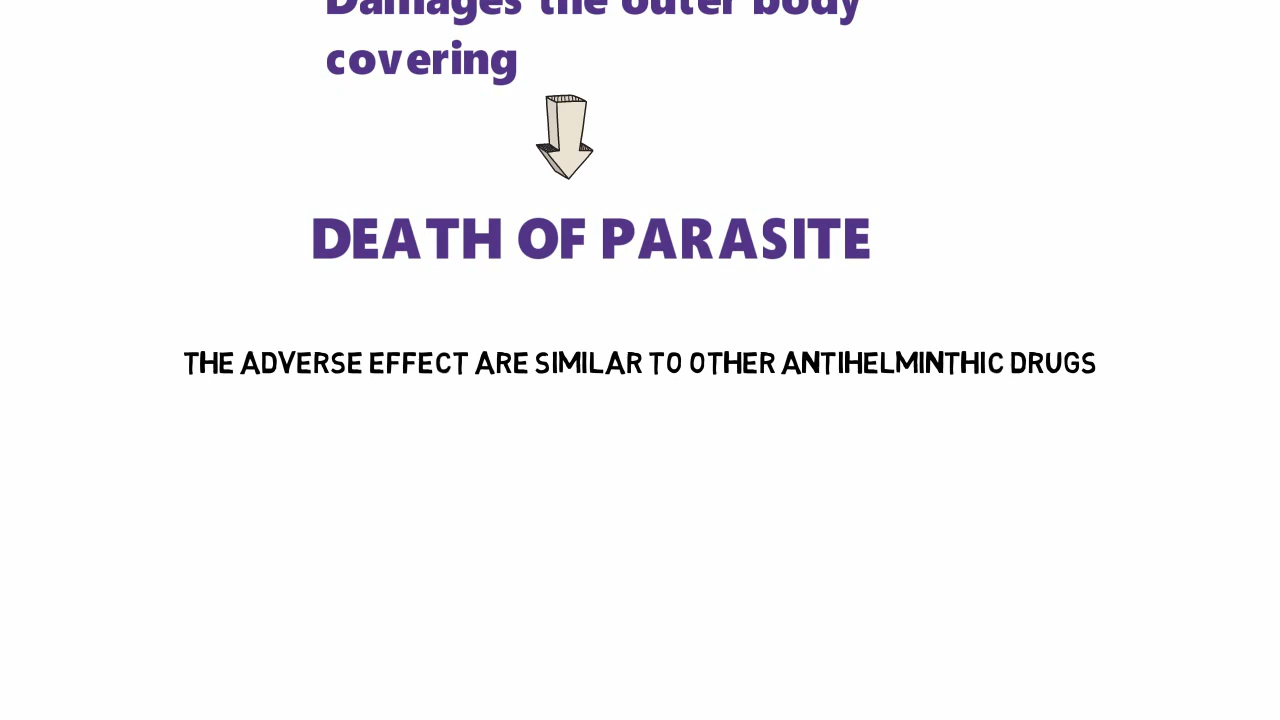 Damages the outer body
covering
DEATH OF PARASITE
THE ADVERSE EFFECT ARE SIMILAR TO OTHER ANTIHELMINTHIC DRUGS